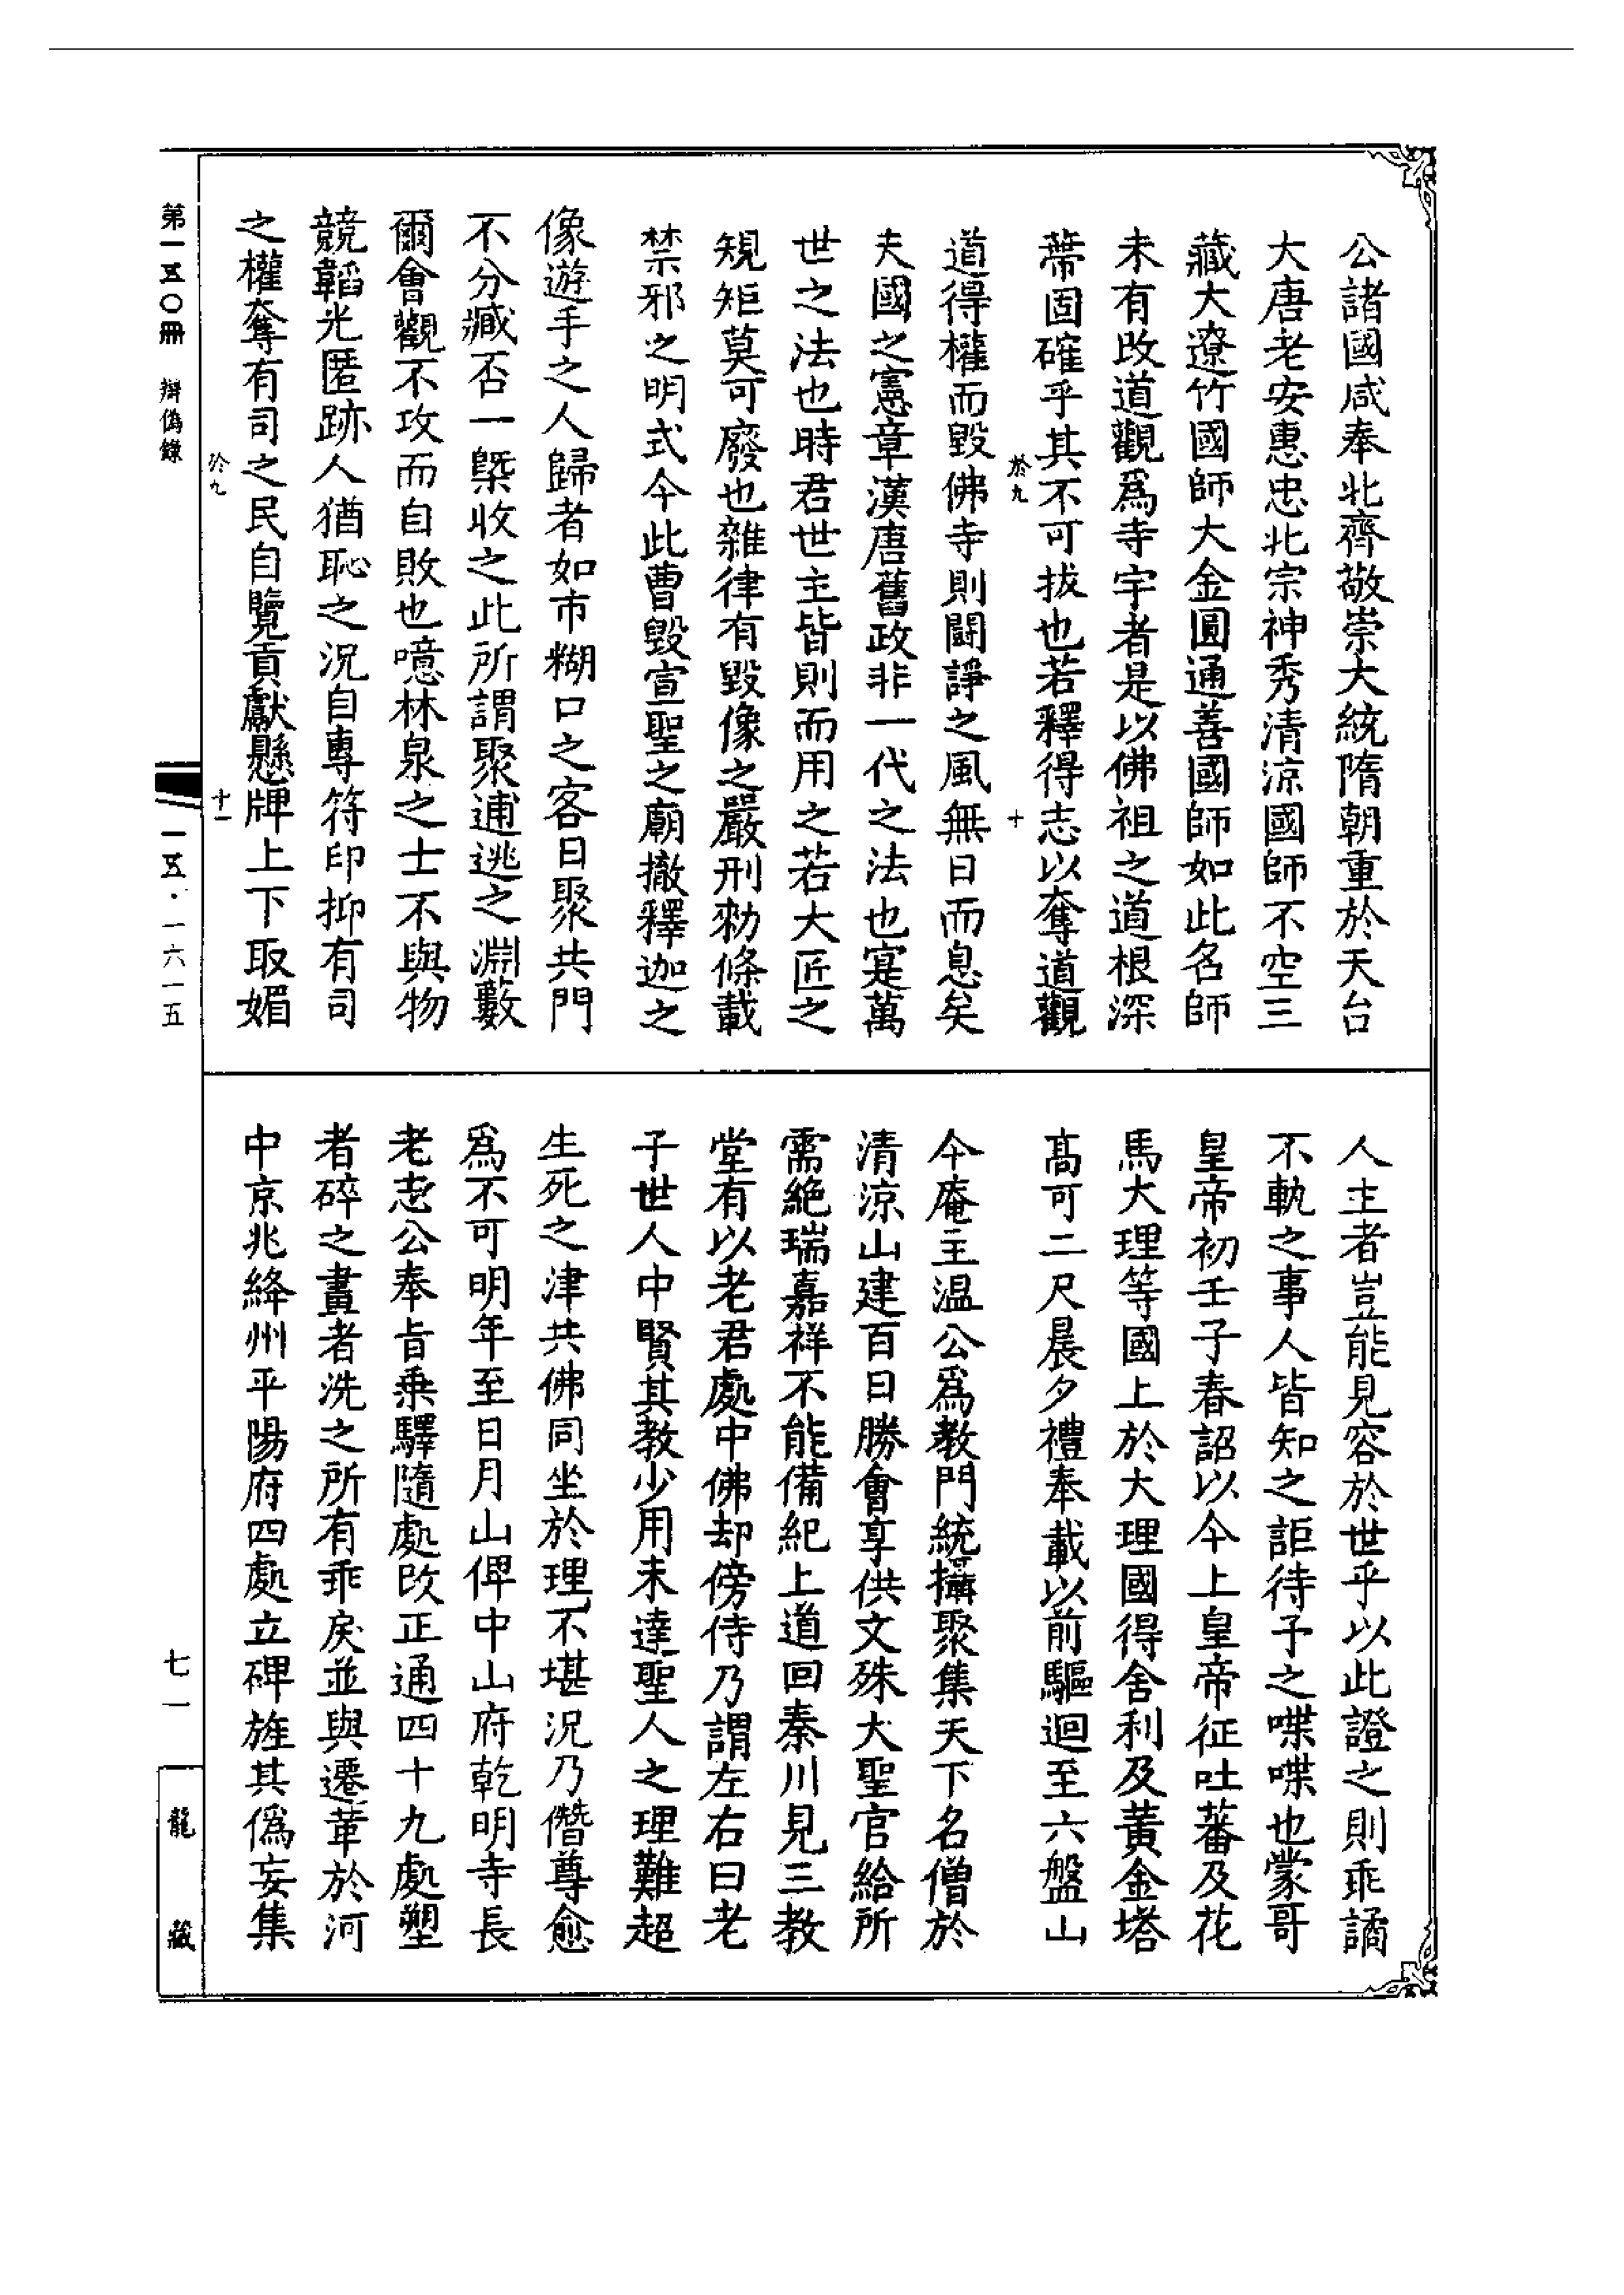 公諸國咸奉北齊敬崇大統隋朝重於天台
大唐老安惠忠北宗神秀清涼國師不空三
藏大遼竹國師大金圓通善國師如此名師
未有改道觀爲寺宇者是以佛祖之道根深
蔕固確乎其不可拔也若釋得志以奪道觀
於九 十
道得權而毀佛寺則鬪諍之風無日而息矣
夫國之憲章漢唐舊政非一代之法也寔萬
世之法也時君世主皆則而用之若大匠之
規矩莫可廢也雜律有毀像之嚴刑勑條載
禁邪之明式今此曹毀宣聖之廟撤釋迦之
像遊手之人歸者如市糊口之客日聚共門
不分臧否一槩收之此所謂聚逋逃之淵藪
爾會觀不攻而自敗也噫林泉之士不與物
競韜光匿跡人猶恥之況自專符印抑有司
之權奪有司之民自覽貢獻懸牌上下取媚
於九 十一
人主者豈能見容於世乎以此證之則乖譎
不軌之事人皆知之詎待予之喋喋也蒙哥
皇帝初壬子春詔以今上皇帝征吐蕃及花
馬大理等國上於大理國得舍利及黃金塔
高可二尺晨夕禮奉載以前驅迴至六盤山
今庵主温公爲教門統攝聚集天下名僧於
清涼山建百日勝會享供文殊大聖官給所
需絶瑞嘉祥不能備紀上道回秦川見三教
堂有以老君處中佛却傍侍乃謂左右曰老
子世人中賢其教少用未達聖人之理難超
生死之津共佛同坐於理不堪況乃僭尊愈
爲不可明年至日月山俾中山府乾明寺長
老志公奉旨乗驛隨處改正通四十九處塑
者碎之畫者洗之所有乖戾並與遷革於河
中京兆絳州平陽府四處立碑旌其僞妄集
第一五〇冊 辯僞錄
一五·一六一五
七一
龍藏